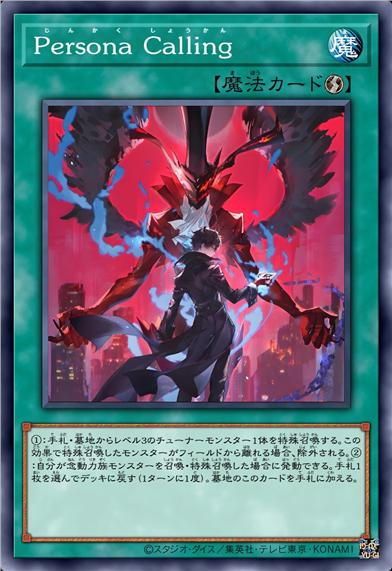 じんかく しょうかん
Persona Calling
魔
【魔法カード】
①：手札・墓地からレベル3のチューナーモンスター1体を特殊召喚する。この
効果で特殊召喚したモンスターがフィールドから離れる場合、除外される。②
：自分が念動力族モンスターを召喚・特殊召喚した場合に発動できる。手札1
枚を選んでデッキに戻す（1ターンに1度）。墓地のこのカードを手札に加える。
©スタジオ・ダイス／集英社・テレビ東京・KONAMI